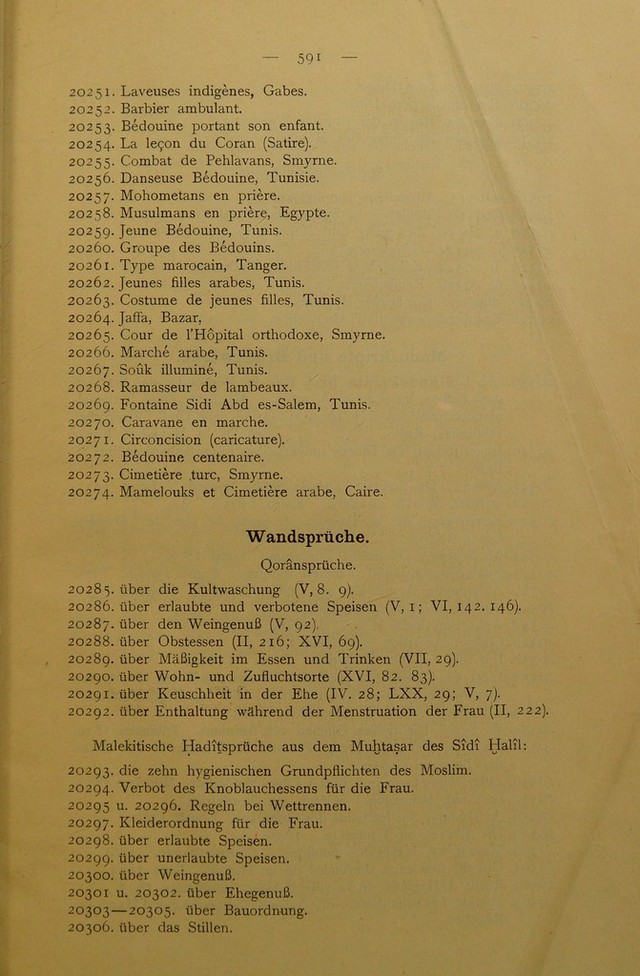 — 591 —
20251. Laveuses indigènes, Gabes.
20252. Barbier ambulant.
20253. Bédouine portant son enfant.
20254. La leçon du Coran (Satire).
20255. Combat de Pehlavans, Smyrne.
20256. Danseuse Bédouine, Tunisie.
20257. Mohometans en prière.
20258. Musulmans en prière, Egypte.
20259. Jeune Bédouine, Tunis.
20260. Groupe des Bédouins.
20261. Type marocain, Tanger.
20262. Jeunes filles arabes, Tunis.
20263. Costume de jeunes filles, Tunis.
20264. Jaffa, Bazar.
20265. Cour de l'Hôpital orthodoxe, Smyrne.
20266. Marché arabe, Tunis.
20267. Soûk illuminé, Tunis.
20268. Ramasseur de lambeaux.
20269. Fontaine Sidi Abd es-Salem, Tunis.
20270. Caravane en marche.
20271. Circoncision (caricature).
20272. Bédouine centenaire.
20273. Cimetière turc, Smyrne.
20274. Mamelouks et Cimetière arabe, Caire.
Wandsprüche.
Qorânsprüche.
20285. über die Kultwaschung (V, 8. 9).
20286. über erlaubte und verbotene Speisen (V, 1; VI, 142. 146).
20287. über den Weingenuß (V, 92).
20288. über Obstessen (II, 216; XVI, 69).
20289. über Mäßigkeit im Essen und Trinken (VII, 29).
20290. über Wohn- und Zufluchtsorte (XVI, 82. 83).
20291. über Keuschheit in der Ehe (IV. 28; LXX, 29; V, 7).
20292. über Enthaltung während der Menstruation der Frau (II, 222).
Malekitische Ḥadîṯsprüche aus dem Muḫtaṣar des Sîdî Ḫalîl:
20293. die zehn hygienischen Grundpflichten des Moslim.
20294. Verbot des Knoblauchessens für die Frau.
20295 u. 20296. Regeln bei Wettrennen.
20297. Kleiderordnung für die Frau.
20298. über erlaubte Speisen.
20299. über unerlaubte Speisen.
20300. über Weingenuß.
20301 u. 20302. über Ehegenuß.
20303—20305. über Bauordnung.
20306. über das Stillen.